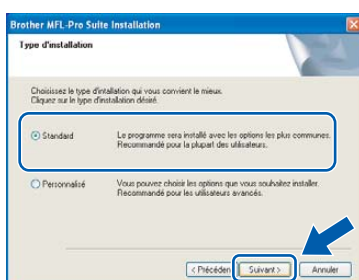 Brother MFL-Pro Suite Installation
Type d'installation
Choisissez le type d'intallation qui vous convient le mieux.
Cliquez sur le type d'installation désiré.
Standard
Le programme sera installé avec les options les plus communes.
Recommandé pour la plupart des utilisateurs.
Personnalisé
Vous pouvez choisir les options que vous souhaitez installer.
Recommandé pour les utilisateurs avancés.
< Précéden
Suivant >
Annuler